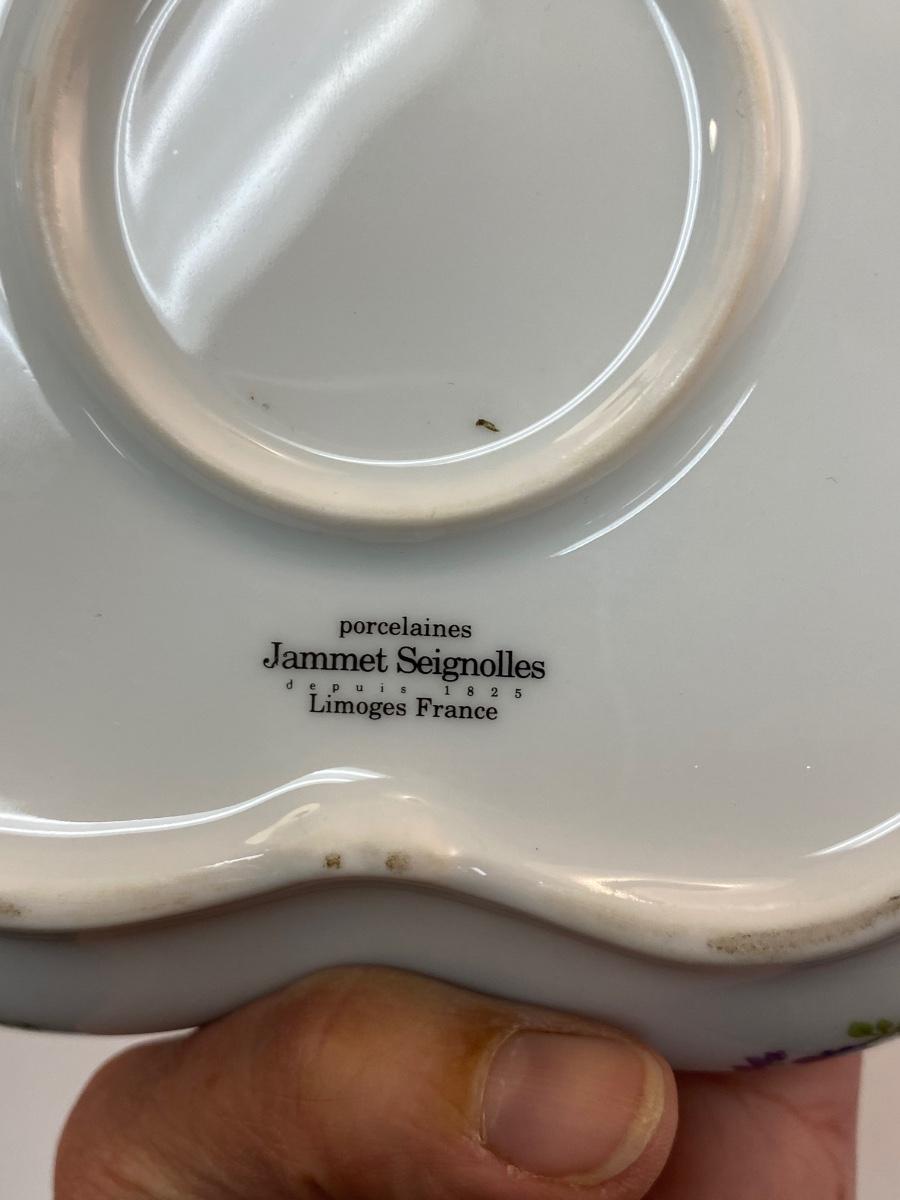 porcelaines
Jammet Seignolles
depuis 1825
Limoges France